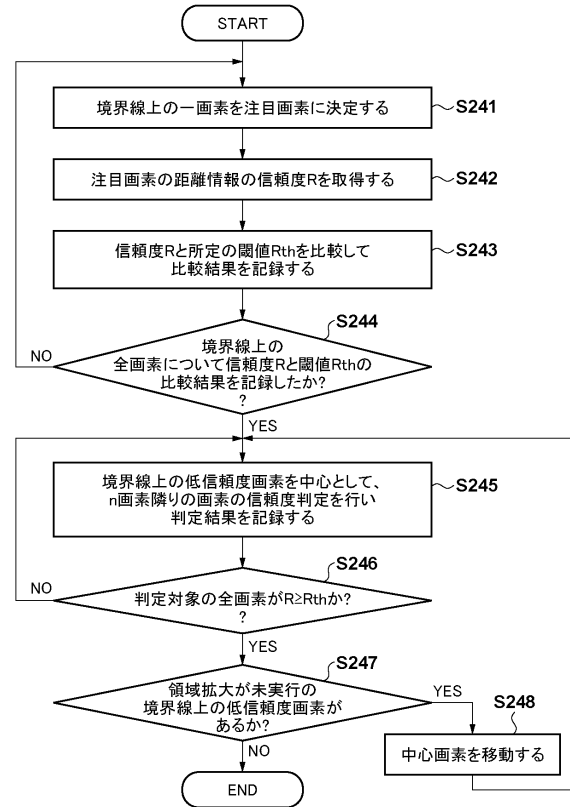 START
境界線上の一画素を注目画素に決定する
S241
注目画素の距離情報の信頼度Rを取得する
S242
信頼度Rと所定の閾値Rthを比較して
比較結果を記録する
S243
S244
境界線上の
全画素について信頼度Rと閾値Rthの
比較結果を記録したか?
?
NO
YES
境界線上の低信頼度画素を中心として、
n画素隣りの画素の信頼度判定を行い
判定結果を記録する
S245
S246
判定対象の全画素がR≥Rthか?
?
NO
YES
S247
領域拡大が未実行の
境界線上の低信頼度画素が
あるか?
YES
NO
S248
中心画素を移動する
END